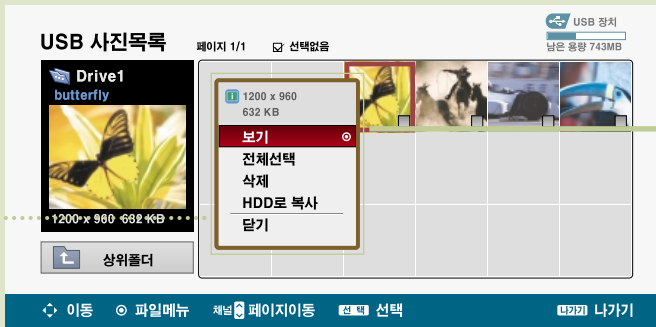 USB 장치
남은 용량 743MB
USB 사진목록
페이지 1/1
선택없음
Drive1
butterfly
1200 x 960 632 KB
상위폴더
1200 x 960
632 KB
보기
전체선택
삭제
HDD로 복사
닫기
이동
파일메뉴
채널 페이지이동
선 택 선택
나가기 나가기